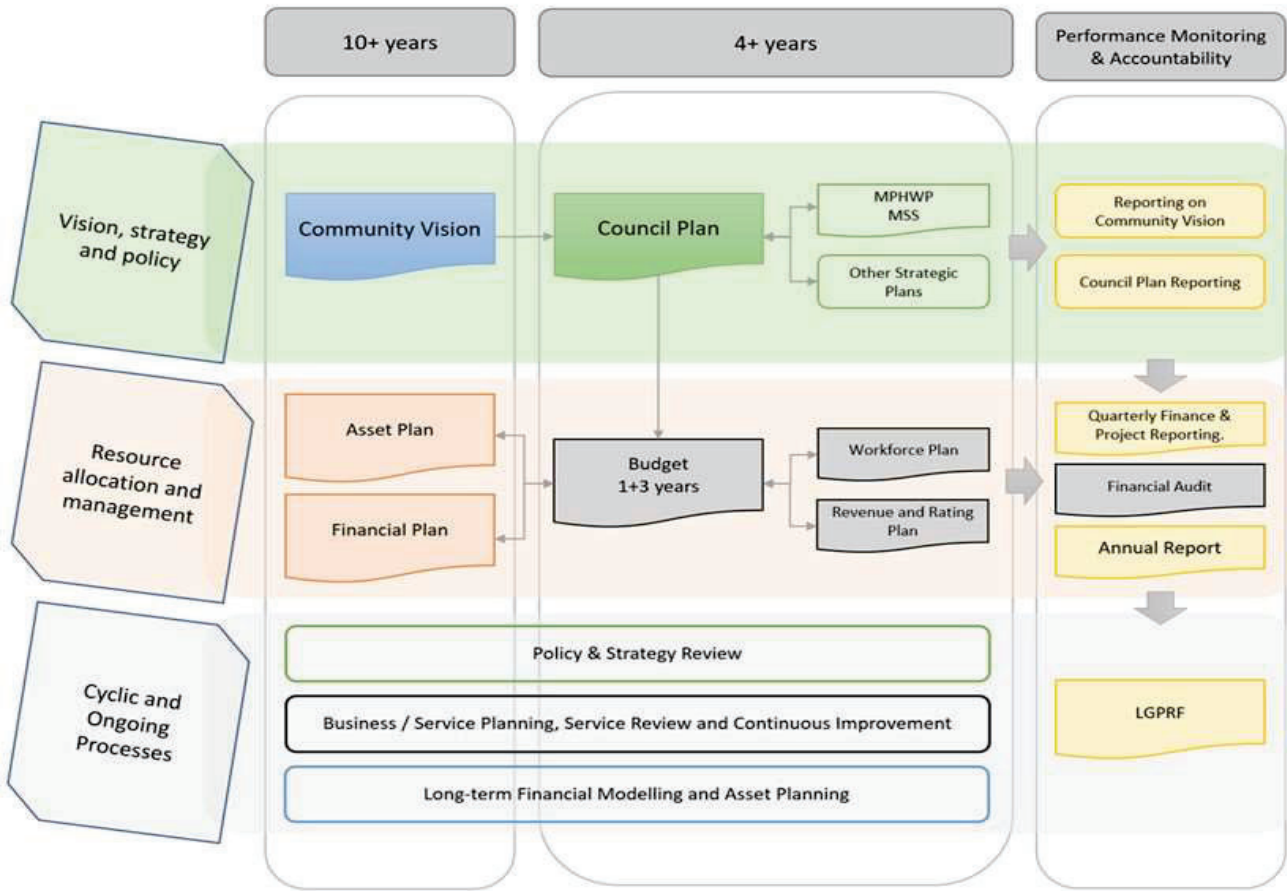 10+ years
4+ years
Performance Monitoring
& Accountability
Vision, strategy
and policy
Community Vision
Council Plan
MPHWP
MSS
Other Strategic
Plans
Reporting on
Community Vision
Council Plan Reporting
Resource
allocation and
management
Asset Plan
Financial Plan
Budget
1+3 years
Workforce Plan
Revenue and Rating
Plan
Quarterly Finance &
Project Reporting.
Financial Audit
Annual Report
Cyclic and
Ongoing
Processes
Policy & Strategy Review
Business / Service Planning, Service Review and Continuous Improvement
Long-term Financial Modelling and Asset Planning
LGPRF